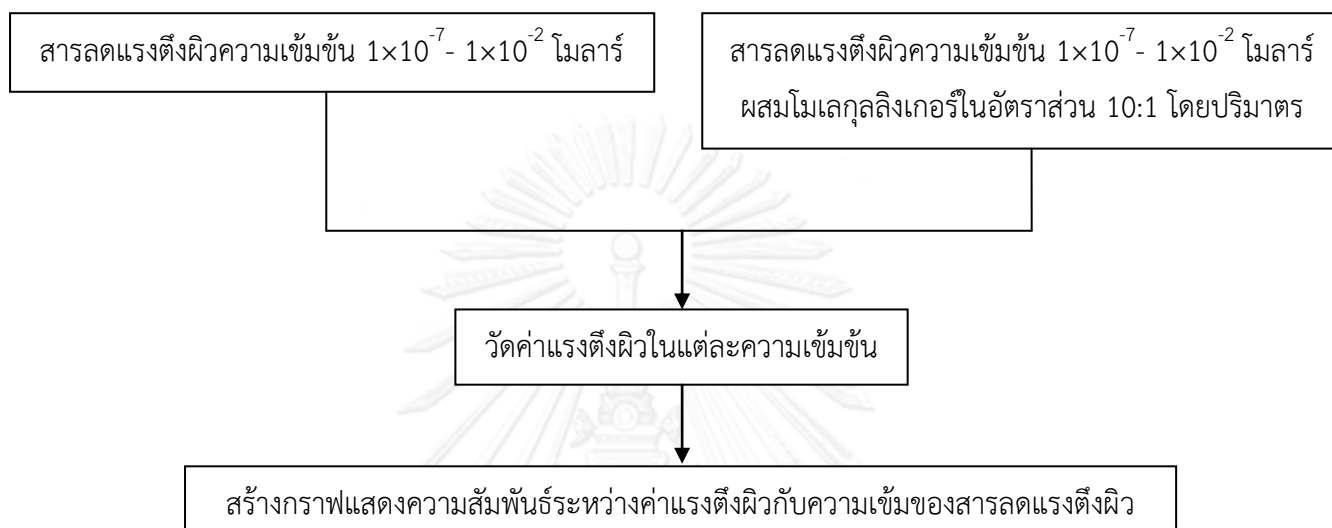 สารลดแรงตึงผิวความเข้มข้น 1×10⁻⁷- 1×10⁻² โมลาร์
สารลดแรงตึงผิวความเข้มข้น 1×10⁻⁷- 1×10⁻² โมลาร์
ผสมโมเลกุลลิงเกอร์ในอัตราส่วน 10:1 โดยปริมาตร
วัดค่าแรงตึงผิวในแต่ละความเข้มข้น
สร้างกราฟแสดงความสัมพันธ์ระหว่างค่าแรงตึงผิวกับความเข้มของสารลดแรงตึงผิว